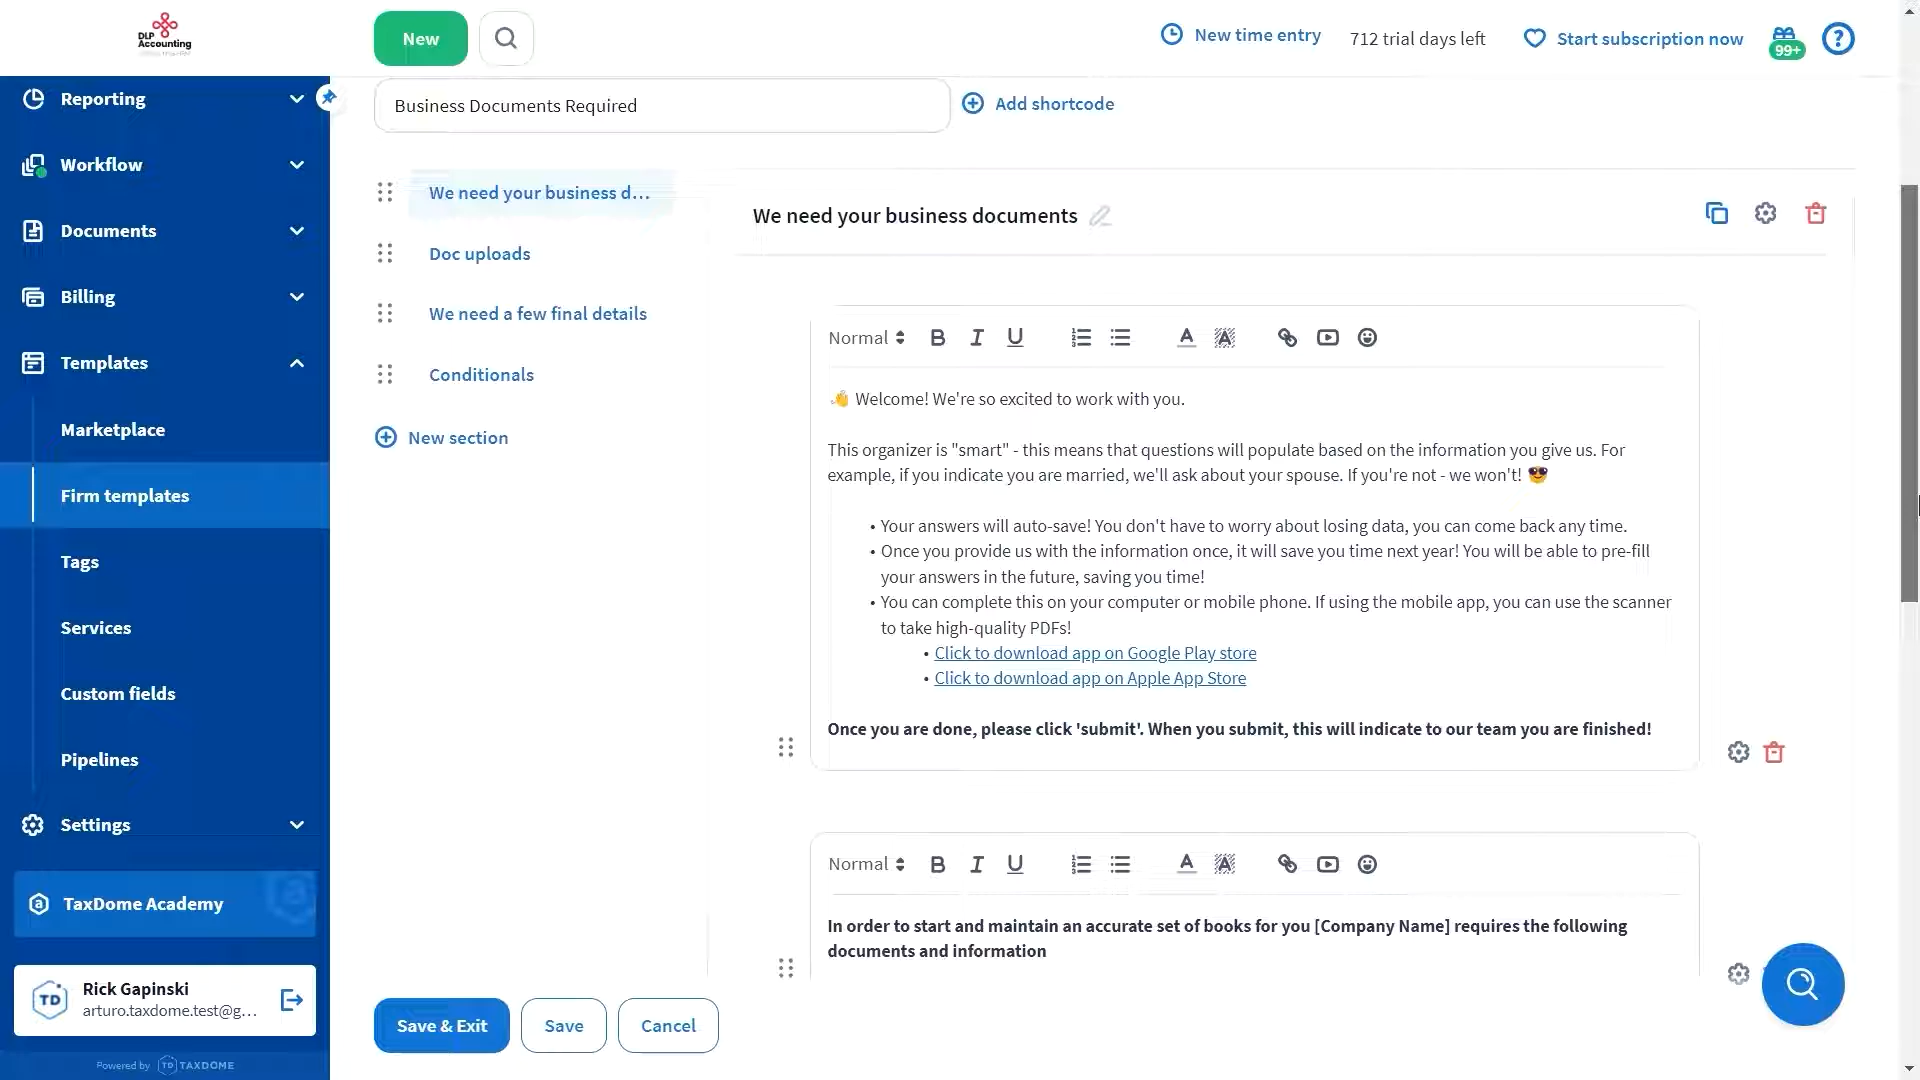 DLP
Accounting
New
New time entry
712 trial days left
Start subscription now
99+
?
Reporting
Workflow
Documents
Billing
Templates
Marketplace
Firm templates
Tags
Services
Custom fields
Pipelines
Settings
TaxDome Academy
TD
Rick Gapinski
arturo.taxdome.test@g...
Powered by TD TAXDOME
Business Documents Required
Add shortcode
We need your business d...
Doc uploads
We need a few final details
Conditionals
New section
We need your business documents
Normal B I U A A
👋 Welcome! We're so excited to work with you.
This organizer is "smart" - this means that questions will populate based on the information you give us. For
example, if you indicate you are married, we'll ask about your spouse. If you're not - we won't! 😎
• Your answers will auto-save! You don't have to worry about losing data, you can come back any time.
• Once you provide us with the information once, it will save you time next year! You will be able to pre-fill
your answers in the future, saving you time!
• You can complete this on your computer or mobile phone. If using the mobile app, you can use the scanner
to take high-quality PDFs!
• Click to download app on Google Play store
• Click to download app on Apple App Store
Once you are done, please click 'submit'. When you submit, this will indicate to our team you are finished!
Normal B I U A A
In order to start and maintain an accurate set of books for you [Company Name] requires the following
documents and information
Save & Exit
Save
Cancel